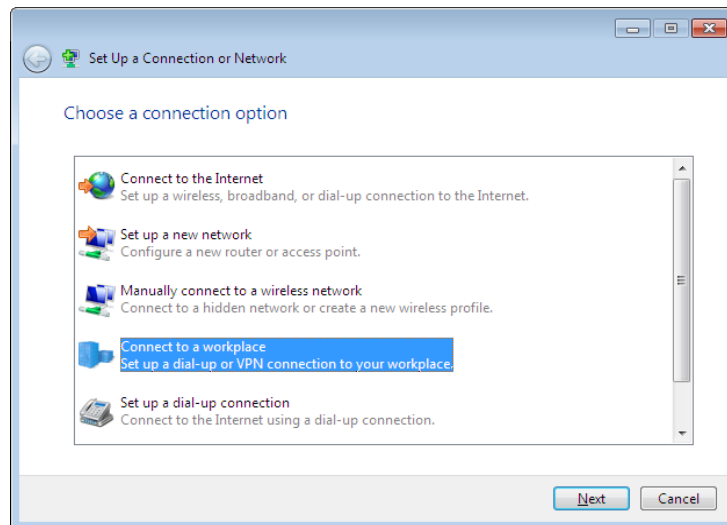 Set Up a Connection or Network
Choose a connection option
Connect to the Internet
Set up a wireless, broadband, or dial-up connection to the Internet.
Set up a new network
Configure a new router or access point.
Manually connect to a wireless network
Connect to a hidden network or create a new wireless profile.
Connect to a workplace
Set up a dial-up or VPN connection to your workplace.
Set up a dial-up connection
Connect to the Internet using a dial-up connection.
Next Cancel